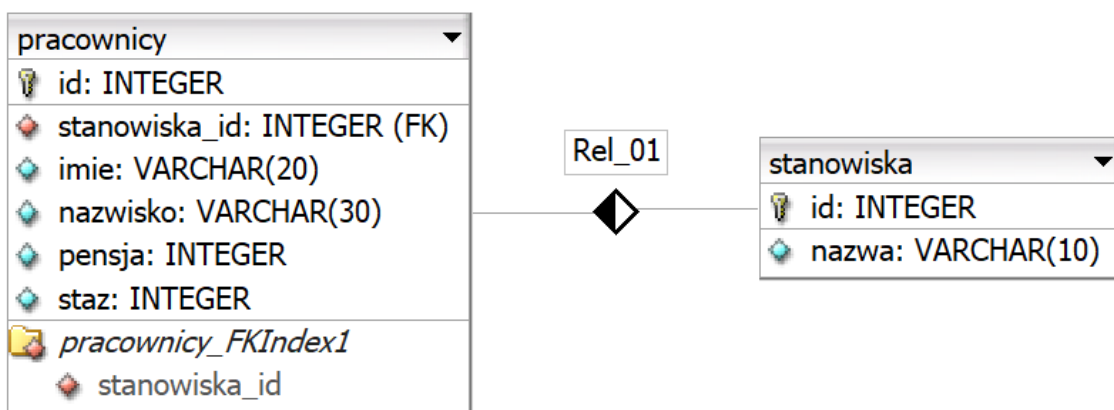 pracownicy
id: INTEGER
stanowiska_id: INTEGER (FK)
imie: VARCHAR(20)
nazwisko: VARCHAR(30)
pensja: INTEGER
staz: INTEGER
pracownicy_FKIndex1
stanowiska_id
Rel_01
stanowiska
id: INTEGER
nazwa: VARCHAR(10)